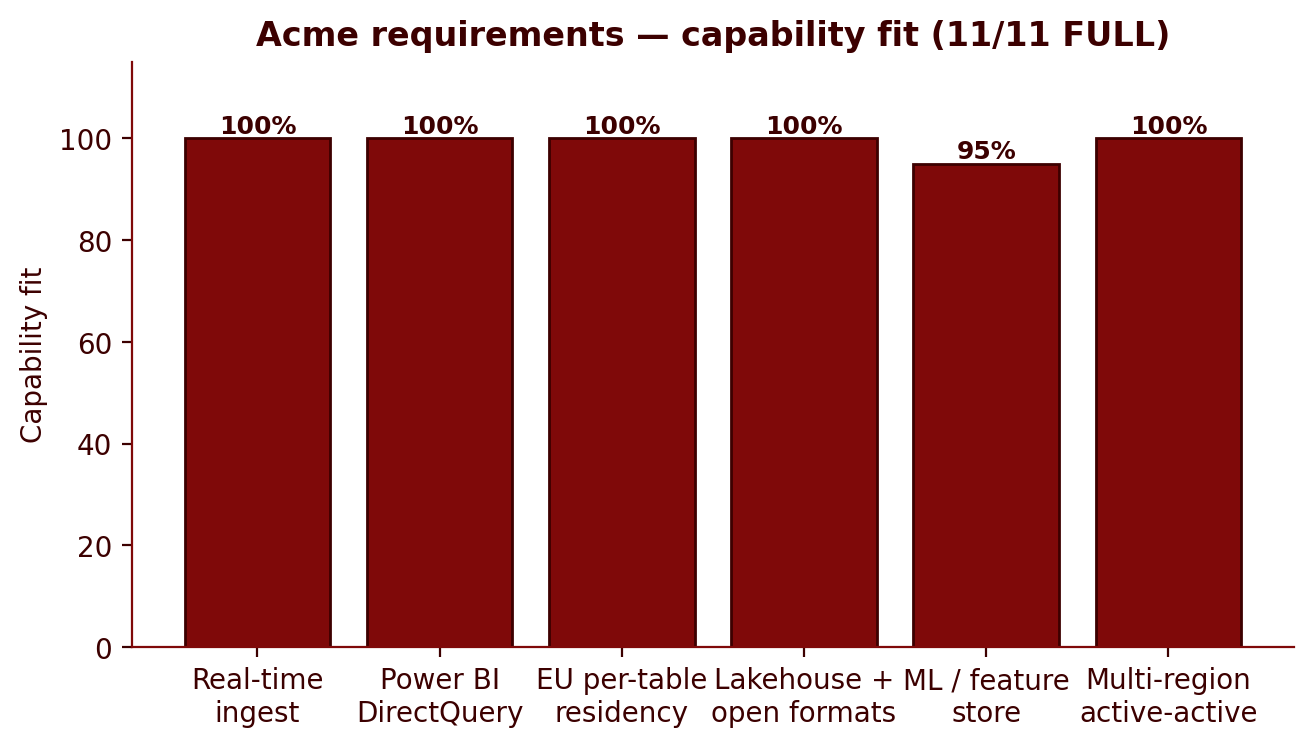 Acme requirements — capability fit (11/11 FULL)
100%
100%
100%
100%
95%
100%
Capability fit
100
80
60
40
20
0
Real-time
ingest
Power BI
DirectQuery
EU per-table
residency
Lakehouse +
open formats
ML / feature
store
Multi-region
active-active